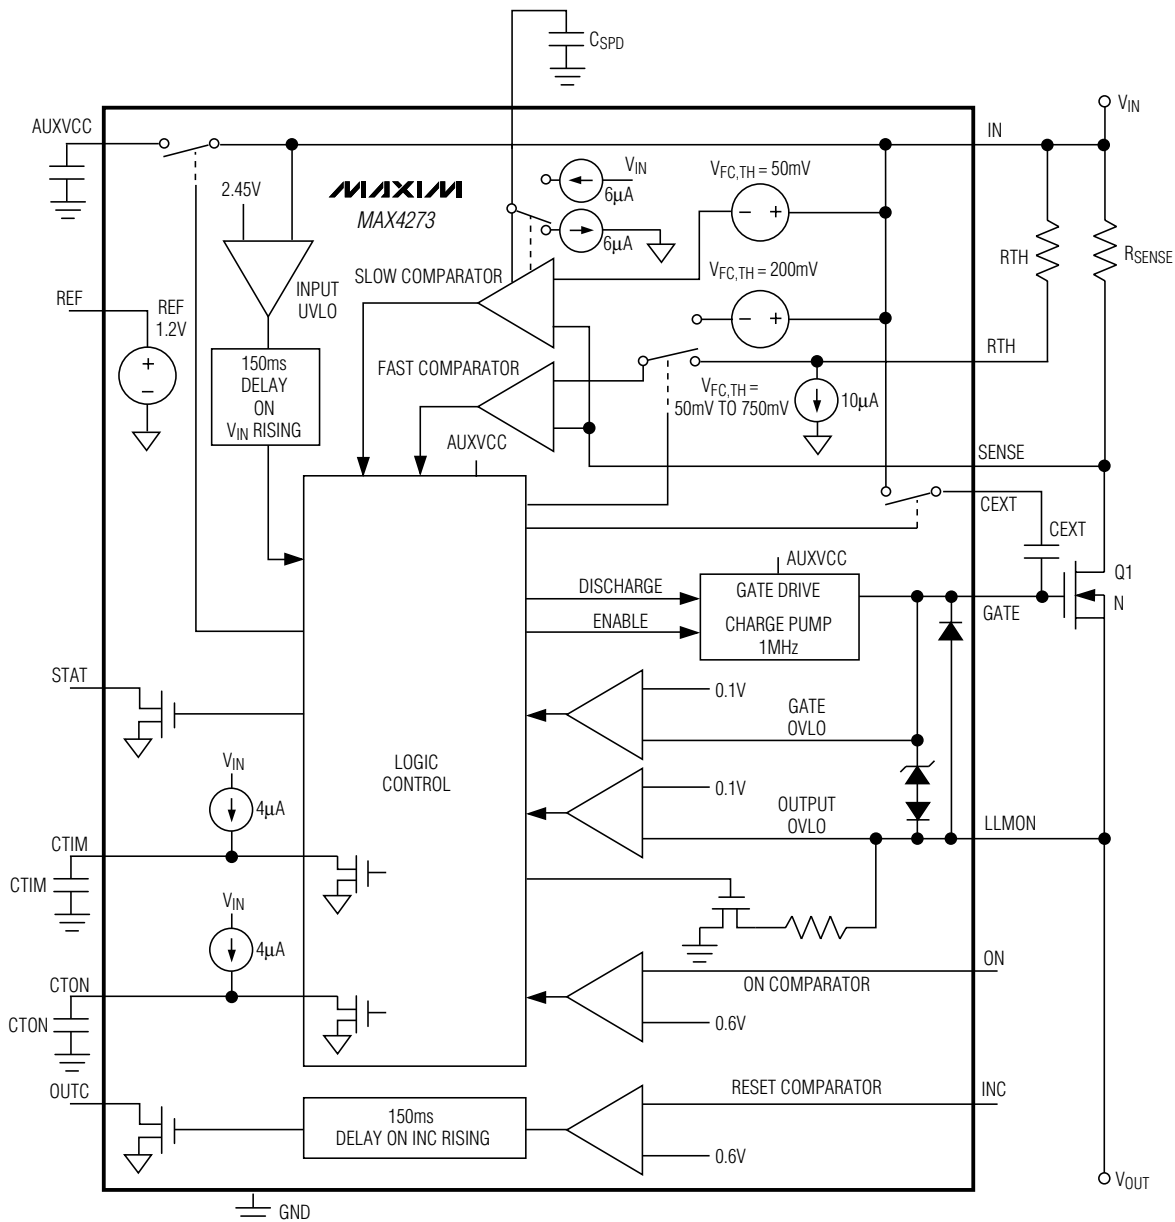 CSPD
VIN
AUXVCC
IN
2.45V
MAXIM
MAX4273
VIN
6µA
6µA
VFC,TH = 50mV
RTH
RSENSE
SLOW COMPARATOR
VFC,TH = 200mV
INPUT
UVLO
REF
REF
1.2V
150ms
DELAY
ON
VIN RISING
FAST COMPARATOR
RTH
VFC,TH =
50mV TO 750mV
10µA
AUXVCC
SENSE
CEXT
CEXT
Q1
N
AUXVCC
DISCHARGE
GATE DRIVE
CHARGE PUMP
1MHz
ENABLE
GATE
STAT
0.1V
GATE
OVLO
LOGIC
CONTROL
VIN
4µA
0.1V
OUTPUT
OVLO
LLMON
CTIM
CTIM
VIN
4µA
ON
ON COMPARATOR
CTON
CTON
0.6V
OUTC
RESET COMPARATOR
INC
150ms
DELAY ON INC RISING
0.6V
VOUT
GND